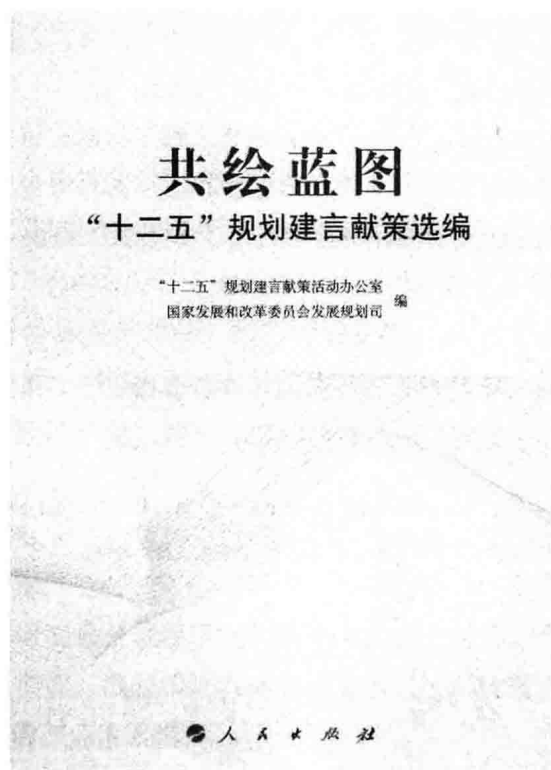 共绘蓝图
“十二五”规划建言献策选编
“十二五”规划建言献策活动办公室
国家发展和改革委员会发展规划司
编
人民出版社